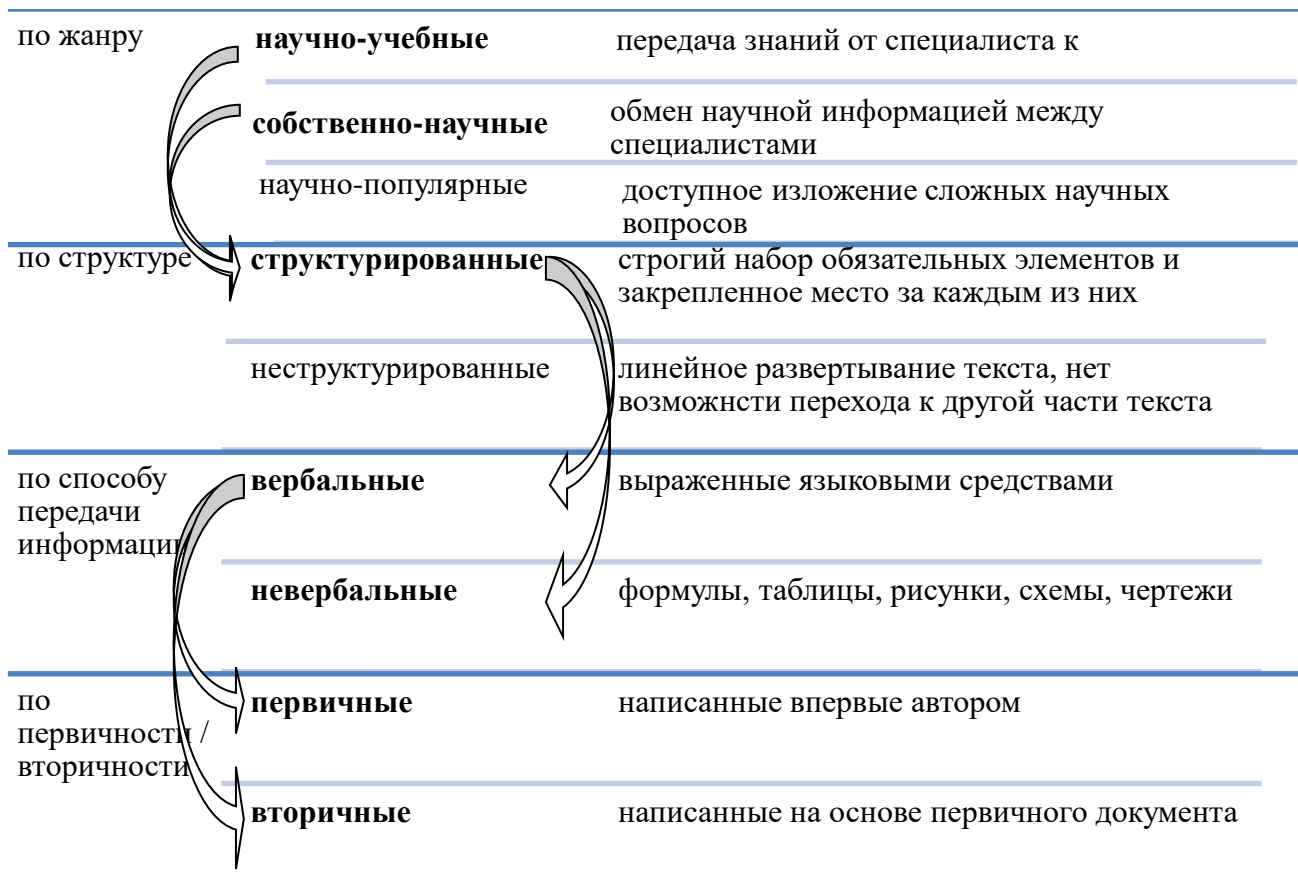 по жанру
научно-учебные
передача знаний от специалиста к
собственно-научные
обмен научной информацией между
специалистами
научно-популярные
доступное изложение сложных научных
вопросов
по структуре
структурированные
строгий набор обязательных элементов и
закрепленное место за каждым из них
неструктурированные
линейное развертывание текста, нет
возможнсти перехода к другой части текста
по способу
передачи
информации
вербальные
выраженные языковыми средствами
невербальные
формулы, таблицы, рисунки, схемы, чертежи
по
первичности /
вторичности
первичные
написанные впервые автором
вторичные
написанные на основе первичного документа